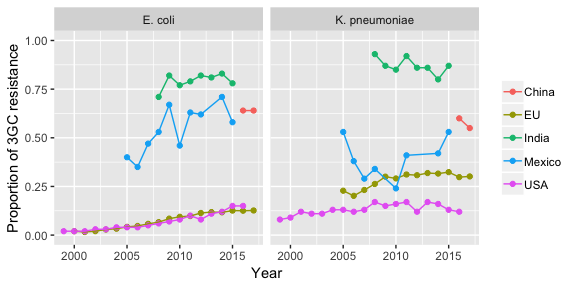 E. coli
K. pneumoniae
1.00
0.75
0.50
0.25
0.00
Proportion of 3GC resistance
2000 2005 2010 2015
2000 2005 2010 2015
Year
China
EU
India
Mexico
USA